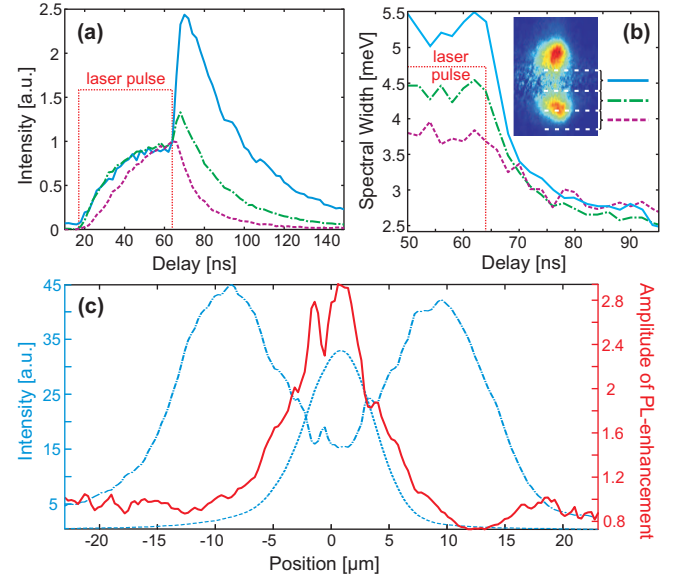 (a)
laser pulse
Intensity [a.u.]
2.5
2
1.5
1
0.5
0
20 40 60 80 100 120 140
Delay [ns]
(b)
laser
pulse
Spectral Width [meV]
5.5
5
4.5
4
3.5
3
2.5
50 60 70 80 90
Delay [ns]
(c)
Intensity [a.u.]
45
35
25
15
5
Amplitude of PL-enhancement
2.8
2.4
2
1.6
1.2
0.8
-20 -15 -10 -5 0 5 10 15 20
Position [µm]